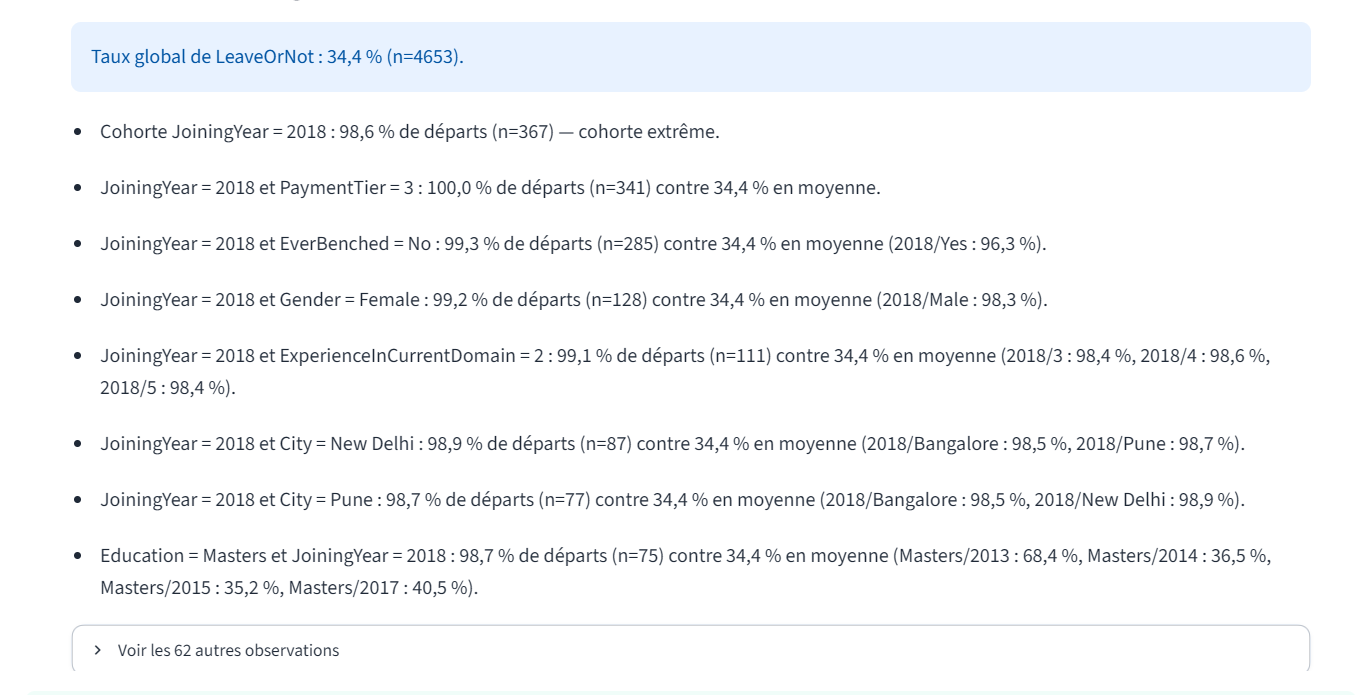 Taux global de LeaveOrNot : 34,4 % (n=4653).
• Cohorte JoiningYear = 2018 : 98,6 % de départs (n=367) — cohorte extrême.
• JoiningYear = 2018 et PaymentTier = 3 : 100,0 % de départs (n=341) contre 34,4 % en moyenne.
• JoiningYear = 2018 et EverBenched = No : 99,3 % de départs (n=285) contre 34,4 % en moyenne (2018/Yes : 96,3 %).
• JoiningYear = 2018 et Gender = Female : 99,2 % de départs (n=128) contre 34,4 % en moyenne (2018/Male : 98,3 %).
• JoiningYear = 2018 et ExperienceInCurrentDomain = 2 : 99,1 % de départs (n=111) contre 34,4 % en moyenne (2018/3 : 98,4 %, 2018/4 : 98,6 %,
2018/5 : 98,4 %).
• JoiningYear = 2018 et City = New Delhi : 98,9 % de départs (n=87) contre 34,4 % en moyenne (2018/Bangalore : 98,5 %, 2018/Pune : 98,7 %).
• JoiningYear = 2018 et City = Pune : 98,7 % de départs (n=77) contre 34,4 % en moyenne (2018/Bangalore : 98,5 %, 2018/New Delhi : 98,9 %).
• Education = Masters et JoiningYear = 2018 : 98,7 % de départs (n=75) contre 34,4 % en moyenne (Masters/2013 : 68,4 %, Masters/2014 : 36,5 %,
Masters/2015 : 35,2 %, Masters/2017 : 40,5 %).
Voir les 62 autres observations